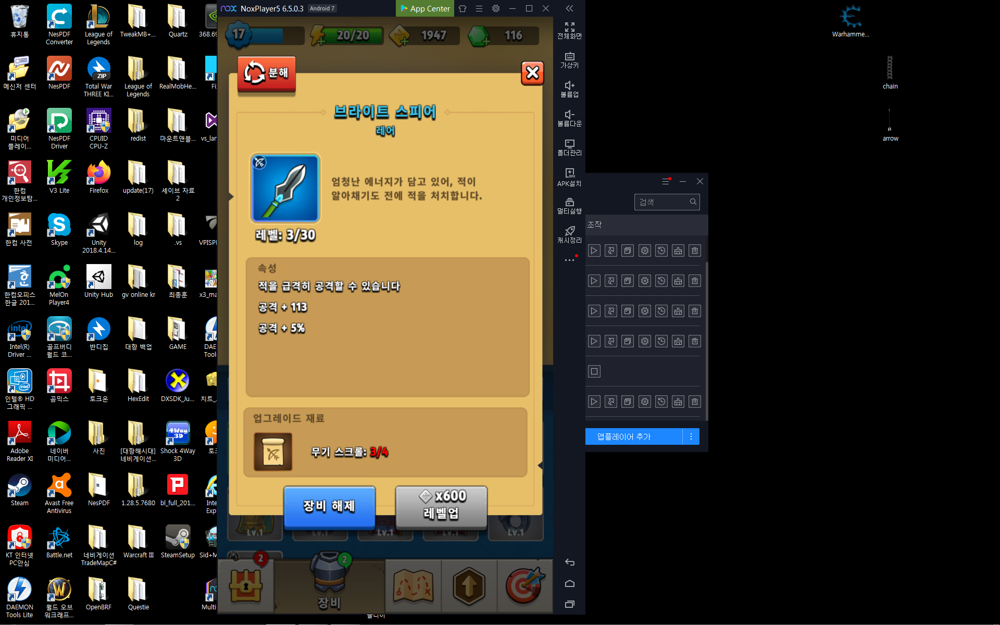 휴지통
NesPDF
Converter
League of
Legends
TweakMB+...
Quartz
메신저 센터
NesPDF
ZIP
Total War
THREE KI...
League of
Legends
RealMobHe...
미디어
플레이...
NesPDF
Driver
CPUID
CPU-Z
redist
마운트앤블...
한컴
개인정보탐...
V3 Lite
Firefox
update(17)
세이브 자료
2
한컴 사전
Skype
Unity
2018.4.14...
log
.vs
한컴오피스
한글 201...
MelOn
Player4
Unity Hub
gv online kr
최종훈
intel
Intel(R)
Driver ...
골프버디
월드 코...
반디집
대항 백업
GAME
인텔® HD
그래픽 ...
곰믹스
토크온
HexEdit
DXSDK_Ju...
Adobe
Reader XI
네이버
미디어...
사진
[대항해시대]
네비게이션...
4Way
3D
Shock 4Way
3D
Steam
Avast Free
Antivirus
NesPDF
1.28.5.7680
bl_full_201...
KT 인터넷
PC안심
Battle.net
네비게이션
TradeMapC#
Warcraft III
SteamSetup
DAEMON
Tools Lite
월드 오브
워크래프...
OpenBRF
Questie
nox NoxPlayer5 6.5.0.3 Android 7
App Center
17
20/20
1947
116
분해
브라이트 스피어
레어
엄청난 에너지가 담고 있어, 적이
알아채기도 전에 적을 처치합니다.
레벨: 3/30
속성
적을 급격히 공격할 수 있습니다
공격 + 113
공격 + 5%
업그레이드 재료
무기 스크롤: 3/4
장비 해제
x600
레벨업
Lv.1
Lv.1
Lv.1
Lv.1
Lv.1
2
2
장비
전체화면
가상키
볼륨업
볼륨다운
폴더관리
APK설치
멀티실행
캐시정리
검색
조작
앱플레이어 추가
Warhamme...
chain
arrow